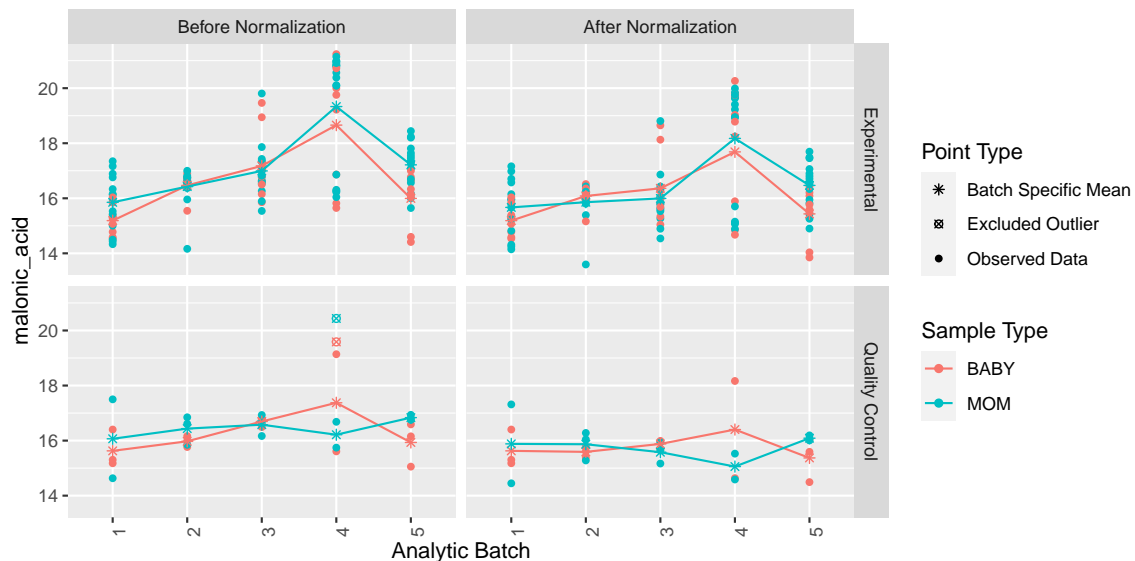 Before Normalization
After Normalization
malonic_acid
20
18
16
14
Experimental
20
18
16
14
Quality Control
1
2
3
4
5
1
2
3
4
5
Analytic Batch
Point Type
Batch Specific Mean
Excluded Outlier
Observed Data
Sample Type
BABY
MOM